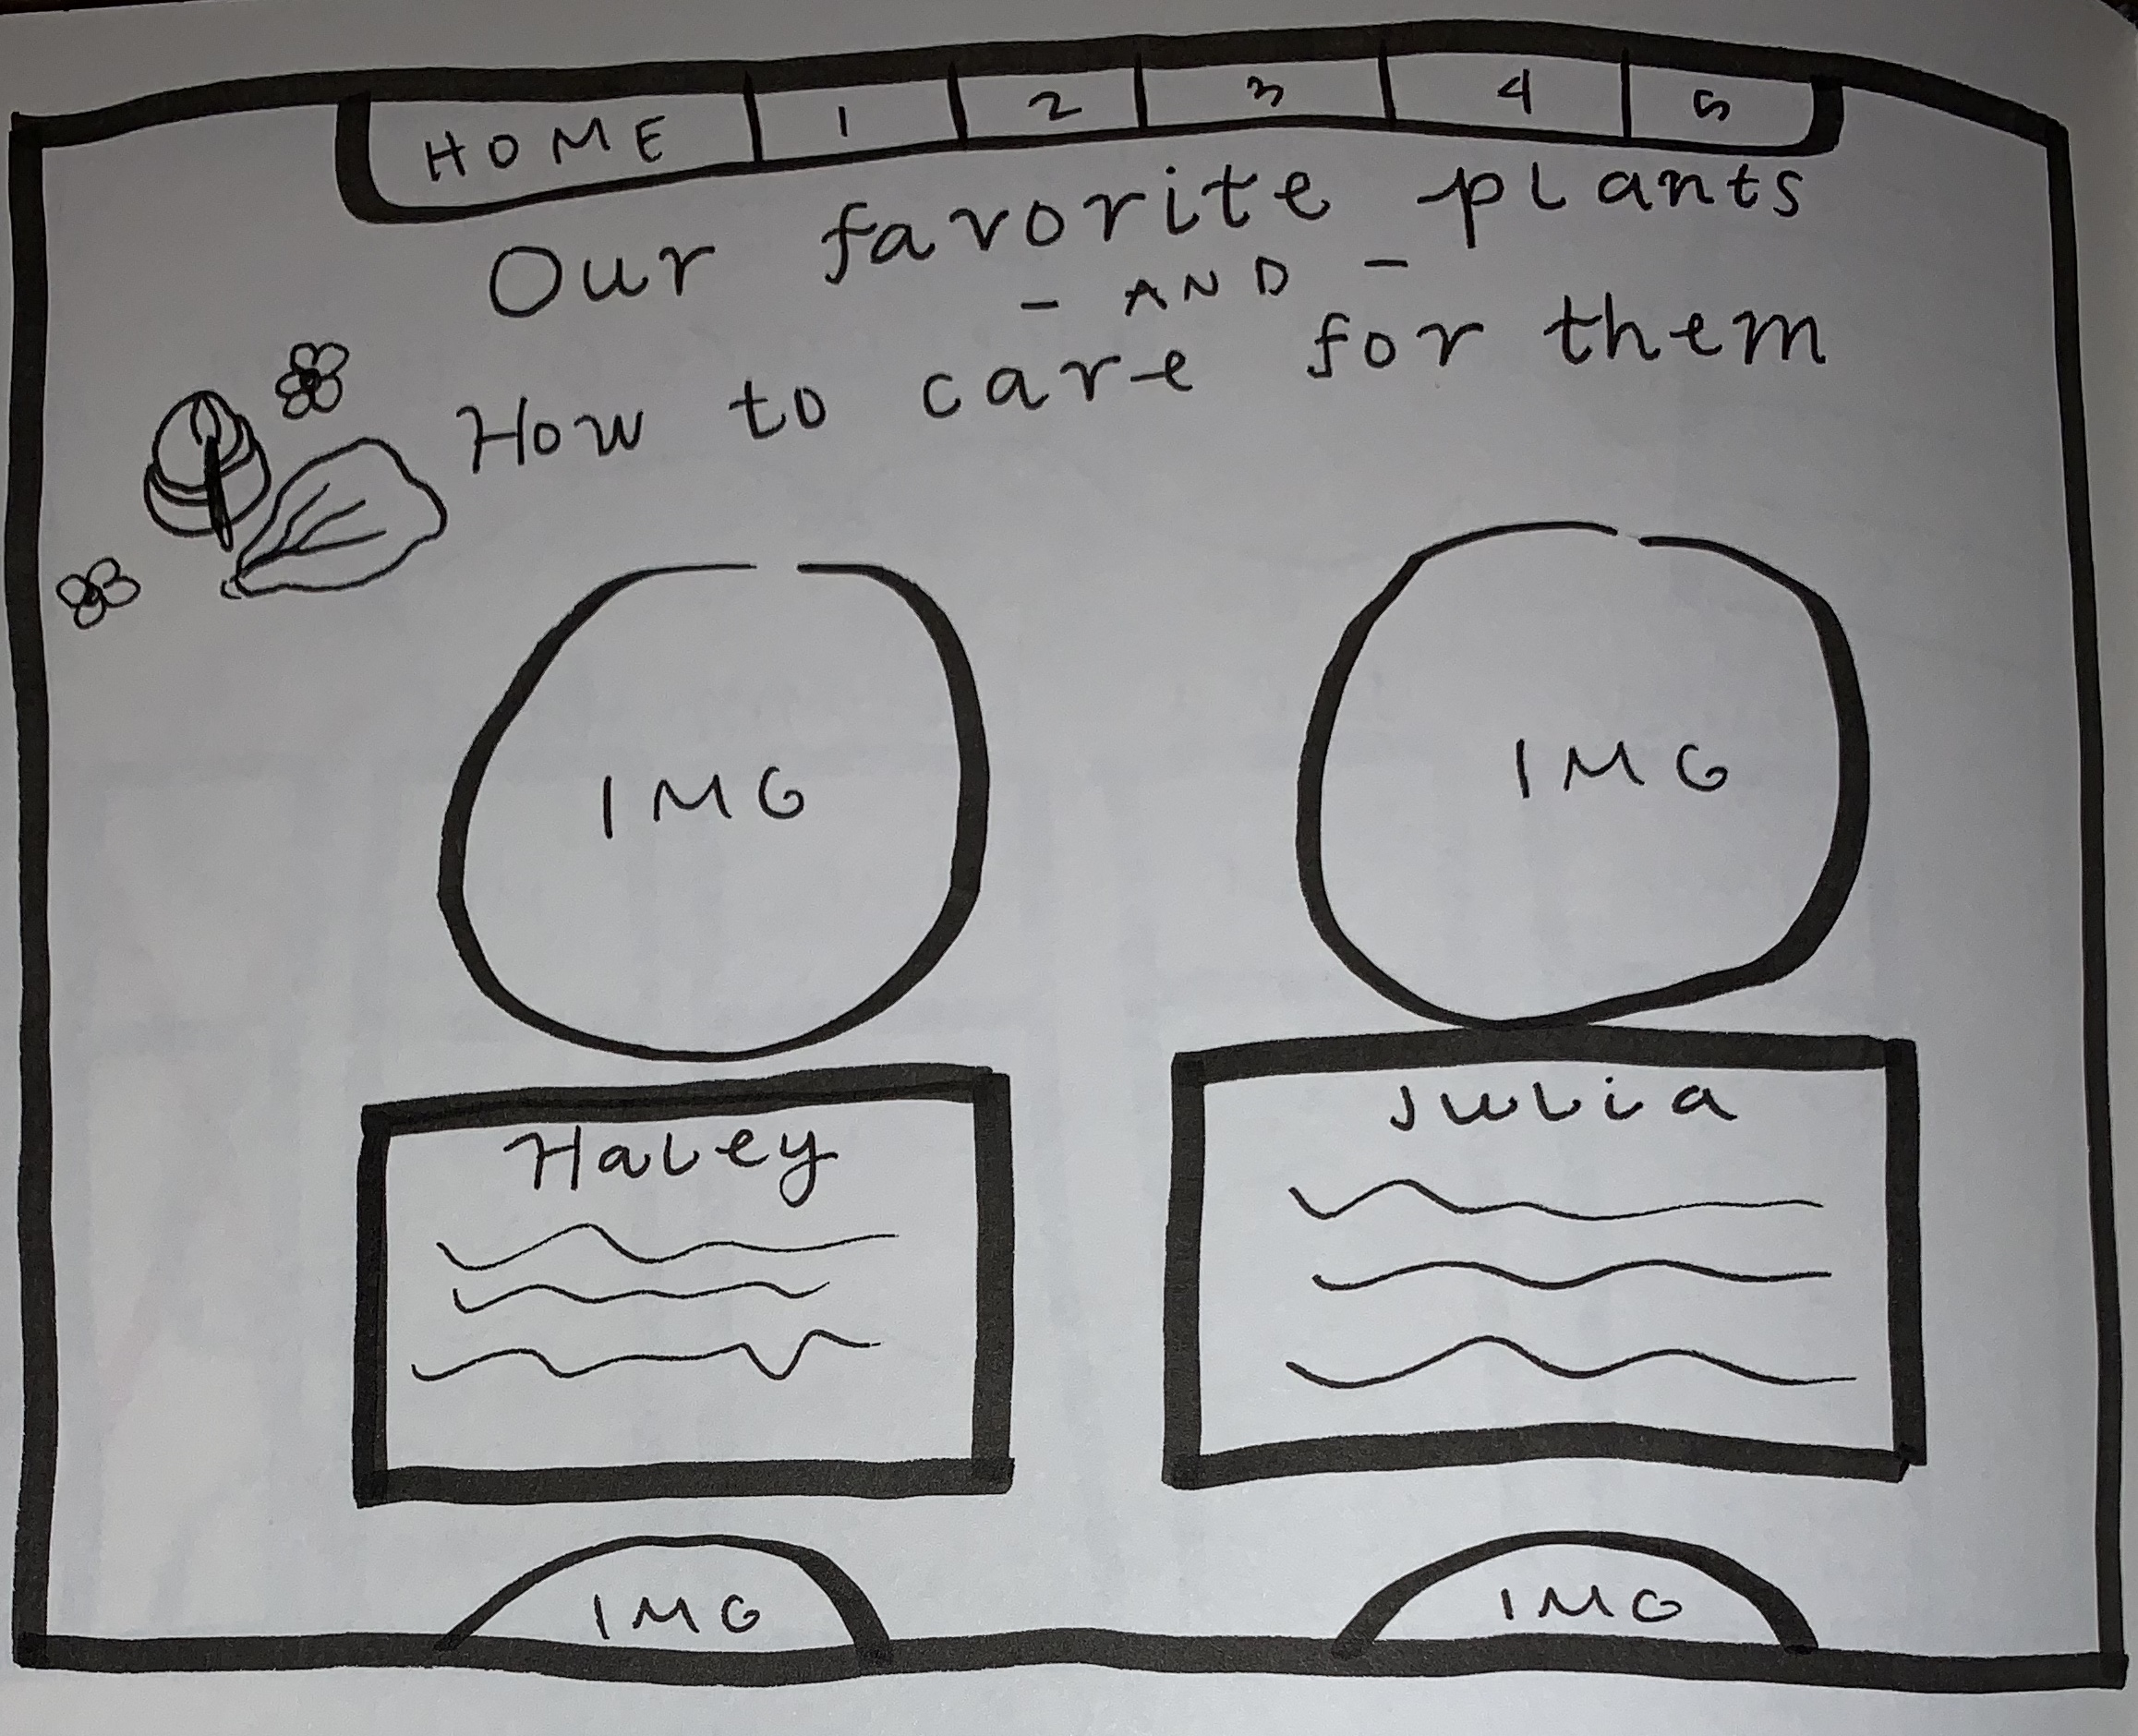 HOME 1 2 3 4 5
Our favorite plants
- AND -
How to care for them
IMG IMG
Haley Julia
IMG IMG